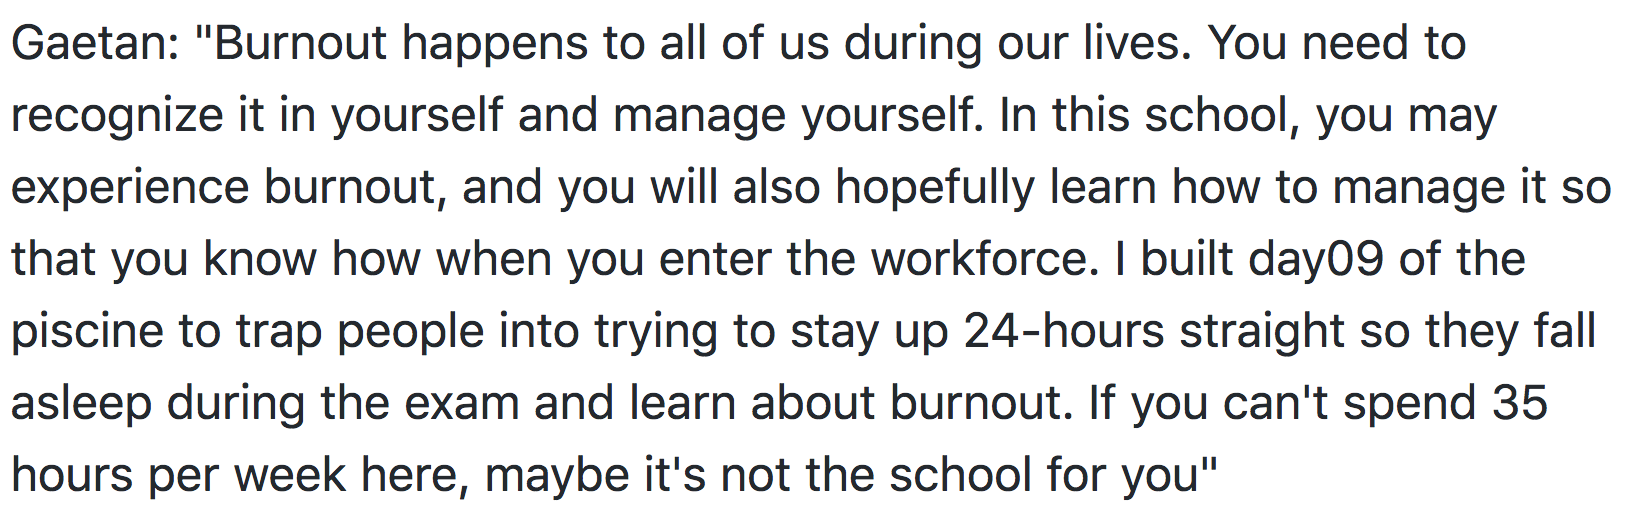 Gaetan: "Burnout happens to all of us during our lives. You need to
recognize it in yourself and manage yourself. In this school, you may
experience burnout, and you will also hopefully learn how to manage it so
that you know how when you enter the workforce. I built day09 of the
piscine to trap people into trying to stay up 24-hours straight so they fall
asleep during the exam and learn about burnout. If you can't spend 35
hours per week here, maybe it's not the school for you"